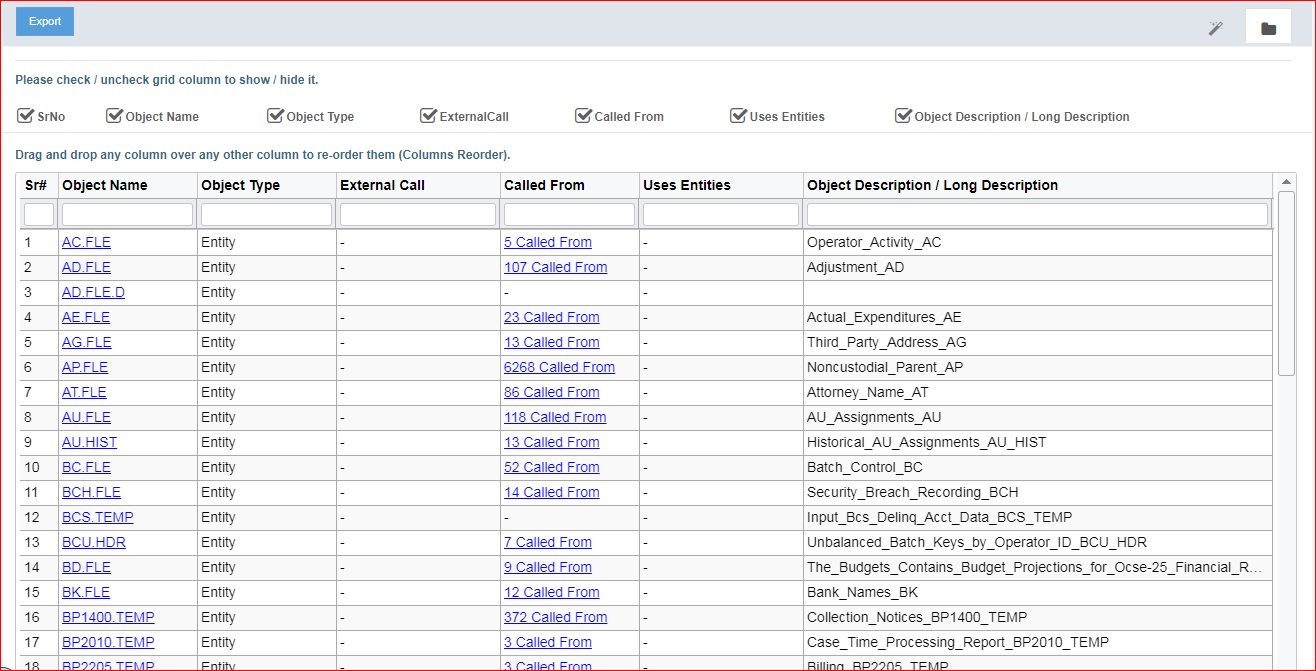 Export
Please check / uncheck grid column to show / hide it.
SrNo Object Name Object Type ExternalCall Called From Uses Entities Object Description / Long Description
Drag and drop any column over any other column to re-order them (Columns Reorder).
Sr# Object Name Object Type External Call Called From Uses Entities Object Description / Long Description
1 AC.FLE Entity - 5 Called From - Operator_Activity_AC
2 AD.FLE Entity - 107 Called From - Adjustment_AD
3 AD.FLE.D Entity - - -
4 AE.FLE Entity - 23 Called From - Actual_Expenditures_AE
5 AG.FLE Entity - 13 Called From - Third_Party_Address_AG
6 AP.FLE Entity - 6268 Called From - Noncustodial_Parent_AP
7 AT.FLE Entity - 86 Called From - Attorney_Name_AT
8 AU.FLE Entity - 118 Called From - AU_Assignments_AU
9 AU.HIST Entity - 13 Called From - Historical_AU_Assignments_AU_HIST
10 BC.FLE Entity - 52 Called From - Batch_Control_BC
11 BCH.FLE Entity - 14 Called From - Security_Breach_Recording_BCH
12 BCS.TEMP Entity - - - Input_Bcs_Delinq_Acct_Data_BCS_TEMP
13 BCU.HDR Entity - 7 Called From - Unbalanced_Batch_Keys_by_Operator_ID_BCU_HDR
14 BD.FLE Entity - 9 Called From - The_Budgets_Contains_Budget_Projections_for_Ocse-25_Financial_R...
15 BK.FLE Entity - 12 Called From - Bank_Names_BK
16 BP1400.TEMP Entity - 372 Called From - Collection_Notices_BP1400_TEMP
17 BP2010.TEMP Entity - 3 Called From - Case_Time_Processing_Report_BP2010_TEMP
18 BP2205.TEMP Entity - 3 Called From - Billing_BP2205_TEMP